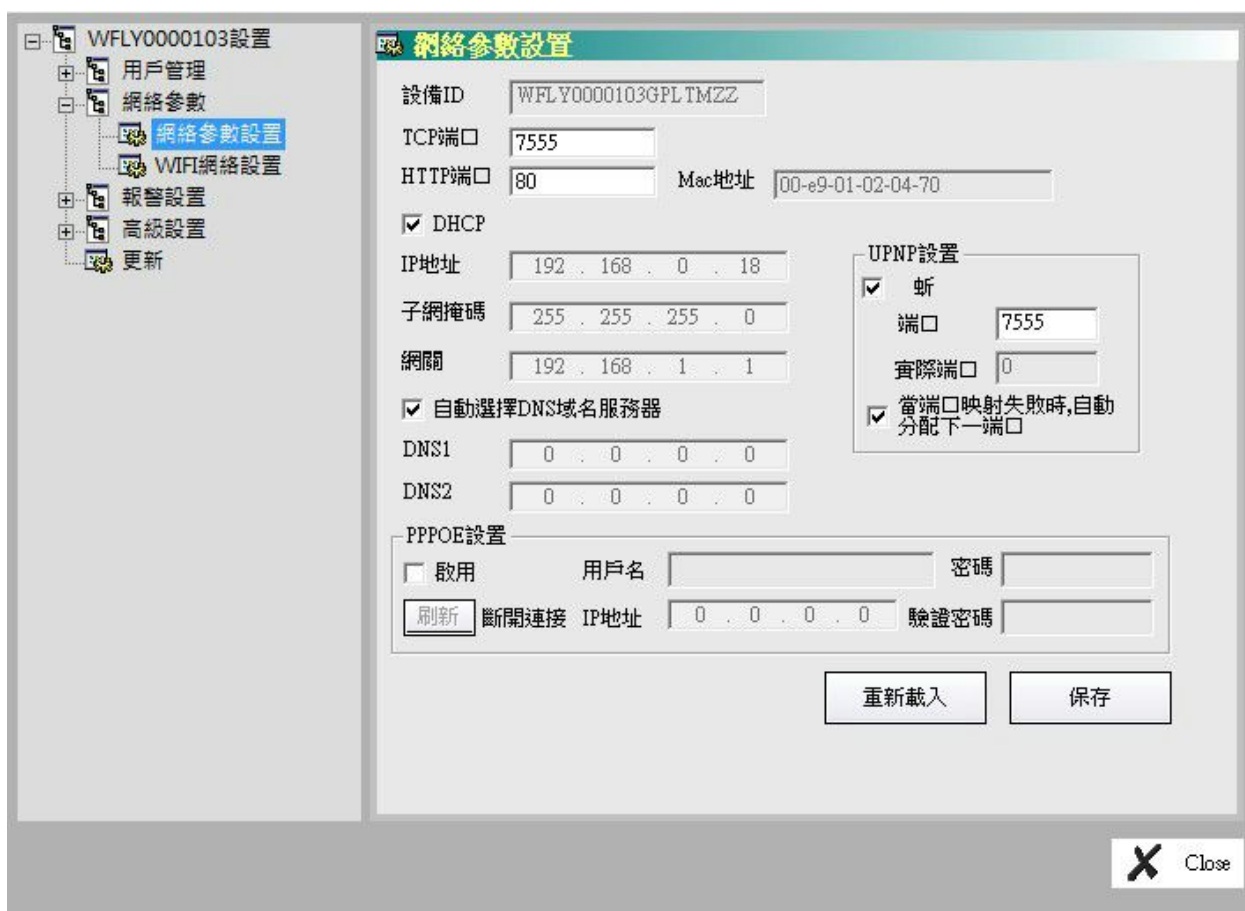 WFLY0000103設置
用戶管理
網絡參數
網絡參數設置
WIFI網絡設置
報警設置
高級設置
更新
網絡參數設置
設備ID WFLY0000103GPLTMZZ
TCP端口 7555
HTTP端口 80 Mac地址 00-e9-01-02-04-70
DHCP
IP地址 192 . 168 . 0 . 18
子網掩碼 255 . 255 . 255 . 0
網關 192 . 168 . 1 . 1
自動選擇DNS域名服務器
DNS1 0 . 0 . 0 . 0
DNS2 0 . 0 . 0 . 0
UPNP設置
蚚
端口 7555
實際端口 0
當端口映射失敗時,自動
分配下一端口
PPPOE設置
啟用 用戶名 密碼
刷新 斷開連接 IP地址 0 . 0 . 0 . 0 驗證密碼
重新載入 保存
Close